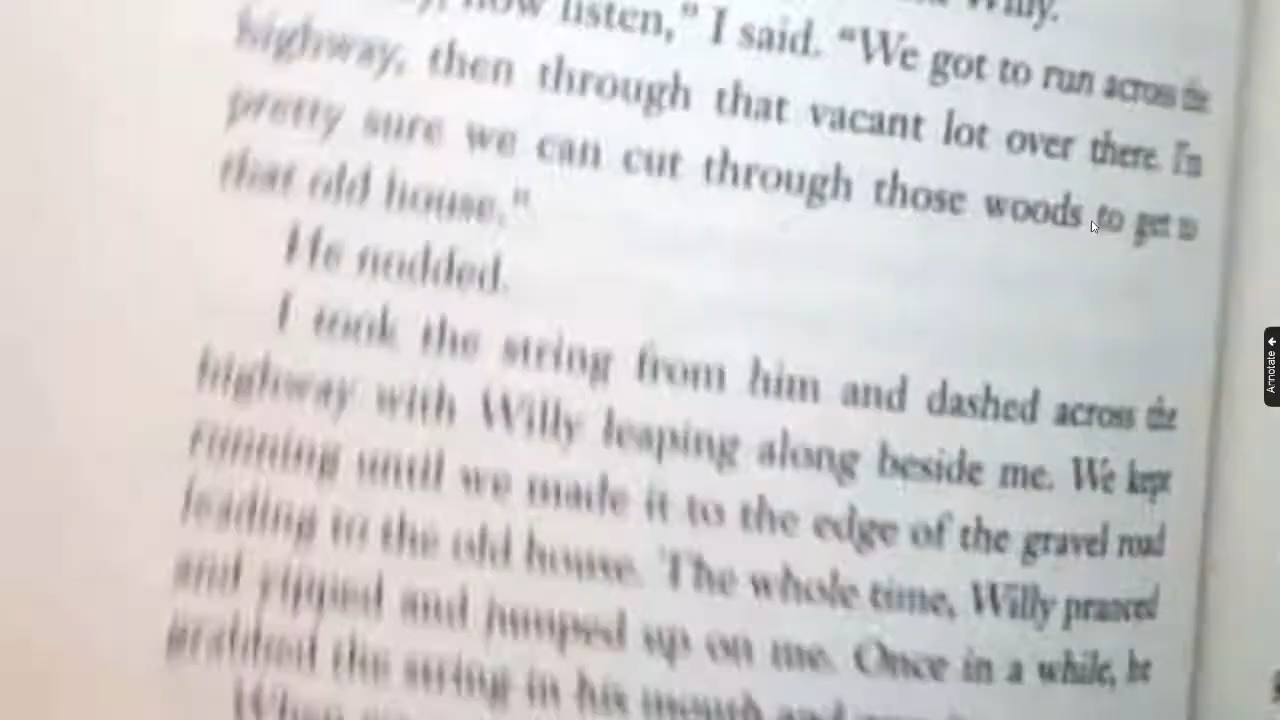 Willy.
now listen,” I said. “We got to run across the
highway, then through that vacant lot over there. I'm
pretty sure we can cut through those woods to get to
that old house.”
He nodded.
I took the string from him and dashed across the
highway with Willy leaping along beside me. We kept
running until we made it to the edge of the gravel road
leading to the old house. The whole time, Willy pranced
and yipped and jumped up on me. Once in a while, he
grabbed the string in his mouth and
When
Annotate